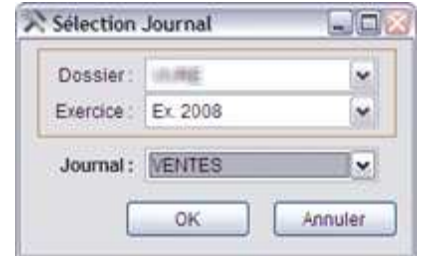 Sélection Journal
Dossier :
Exercice : Ex. 2008
Journal : VENTES
OK Annuler